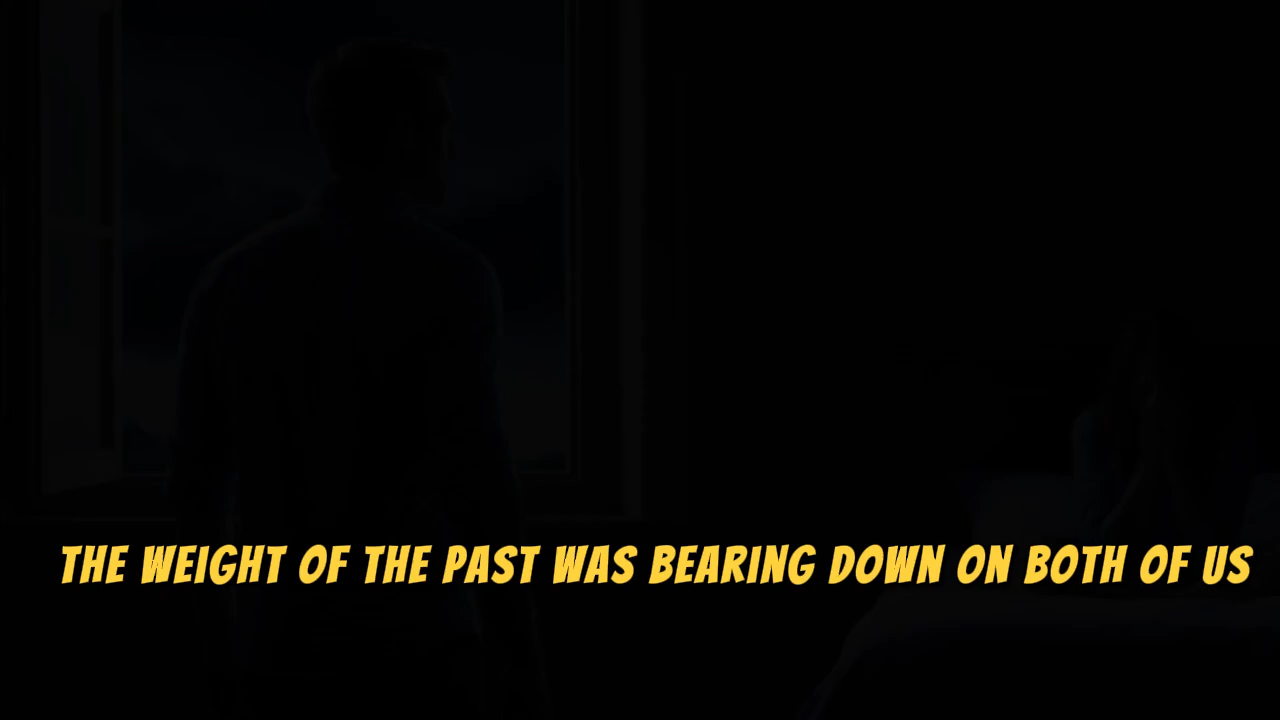 THE WEIGHT OF THE PAST WAS BEARING DOWN ON BOTH OF US